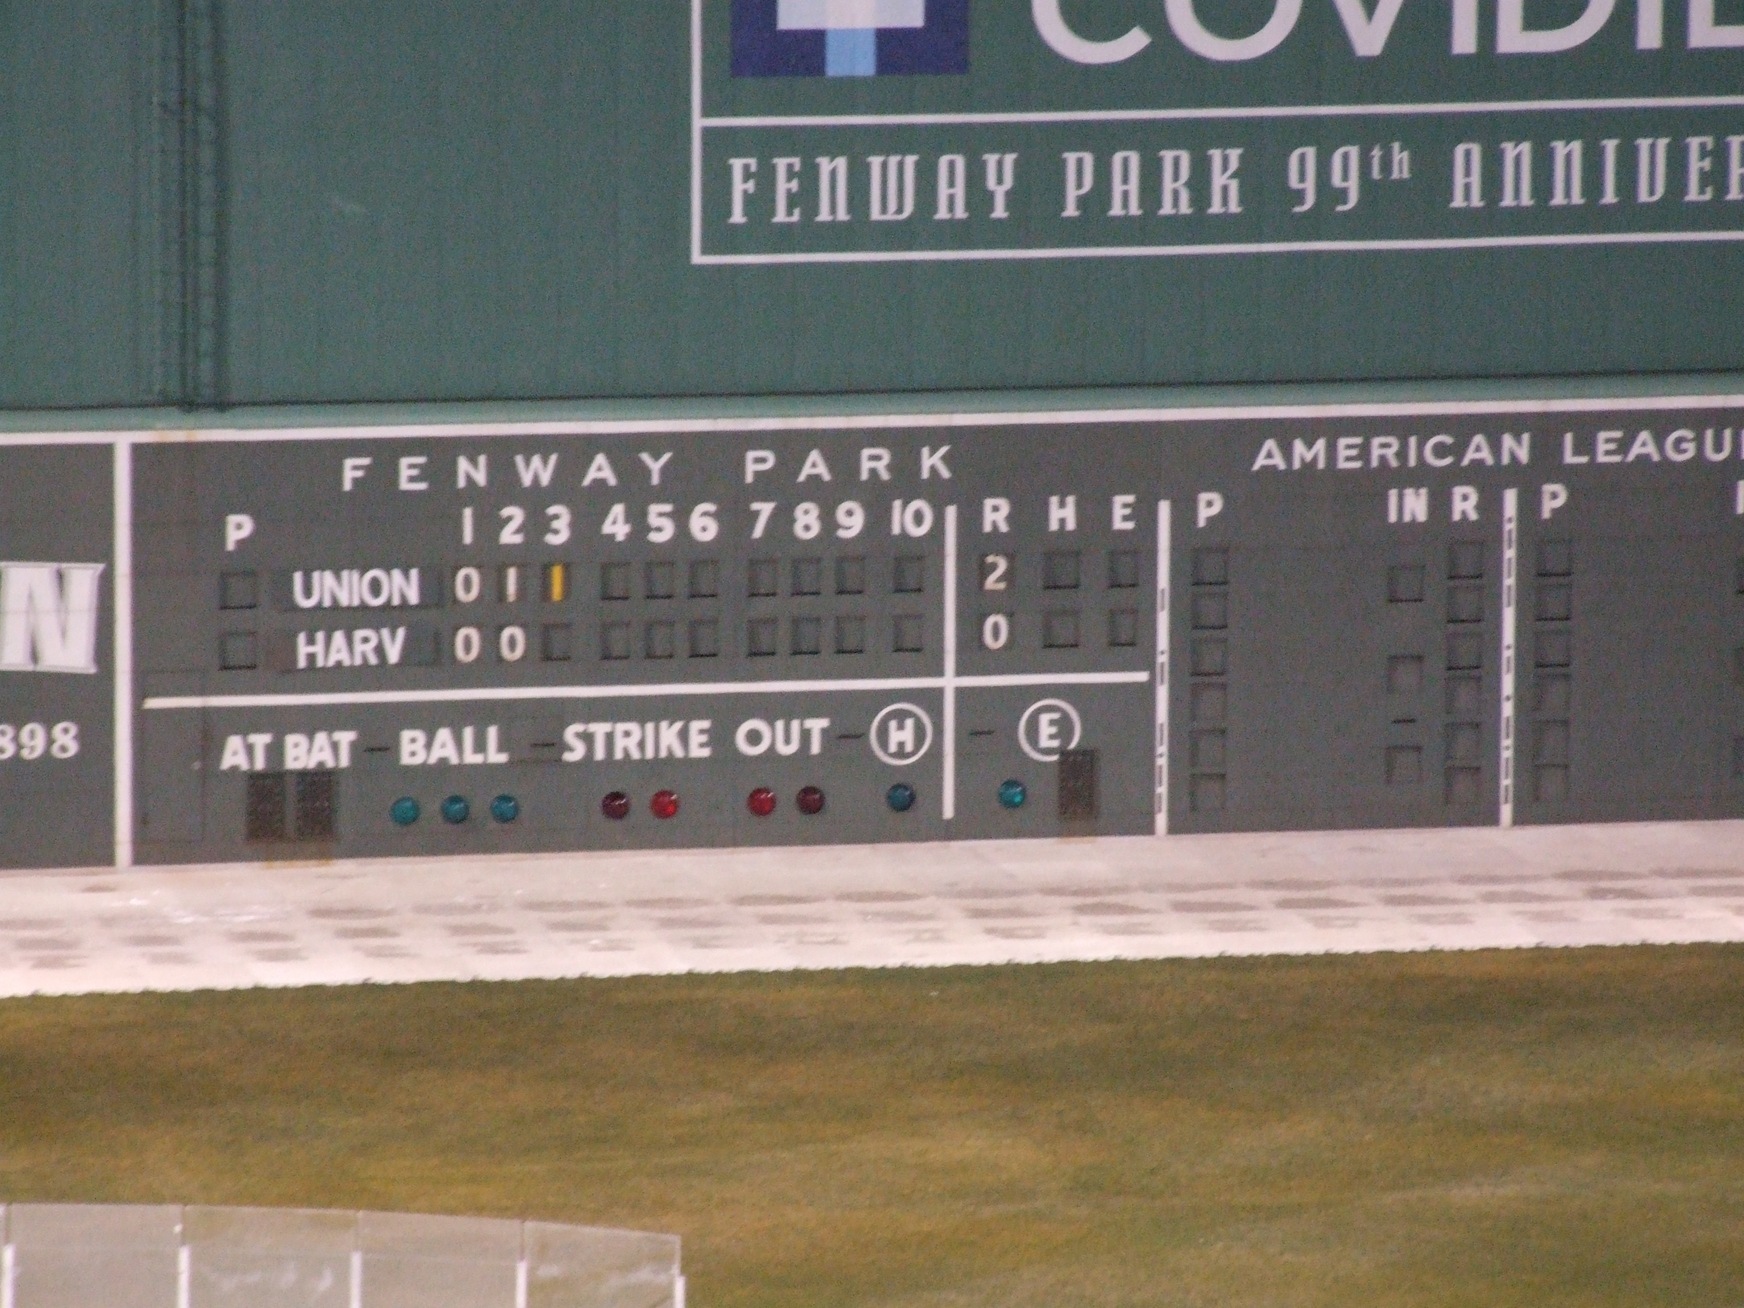 COVIDIE
FENWAY PARK 99th ANNIVER
FENWAY PARK
AMERICAN LEAGU
P 1 2 3 4 5 6 7 8 9 10 R H E P IN R P
UNION 0 1 1 2
HARV 0 0 0
N
898
AT BAT - BALL - STRIKE OUT - H - E